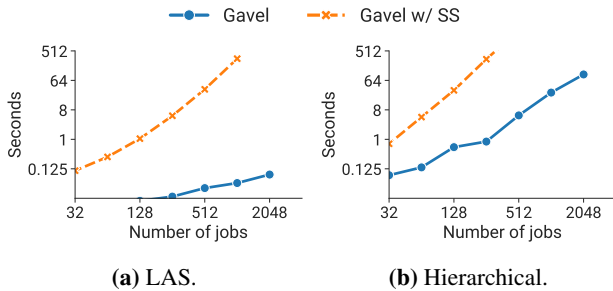 Gavel Gavel w/ SS
512
64
8
1
0.125
Seconds
32 128 512 2048
Number of jobs
(a) LAS.
512
64
8
1
0.125
Seconds
32 128 512 2048
Number of jobs
(b) Hierarchical.